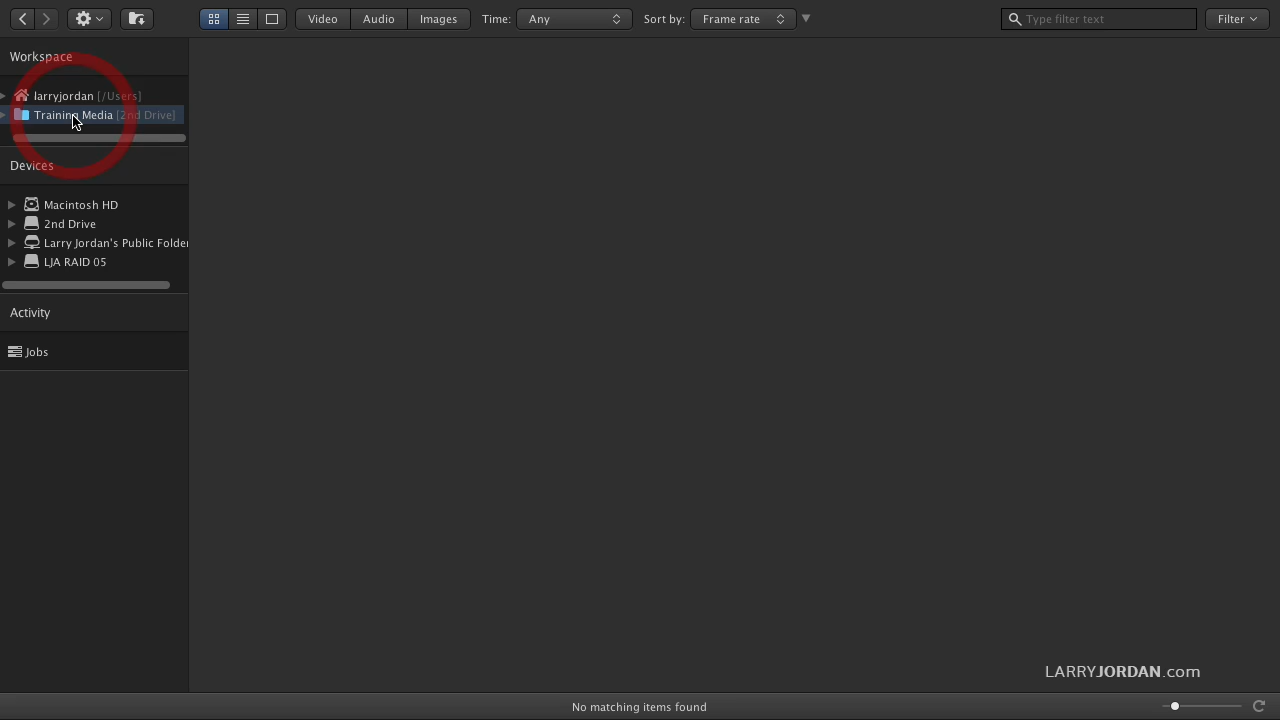 Video Audio Images Time: Any Sort by: Frame rate Type filter text Filter
Workspace
larryjordan [/Users]
Training Media [2nd Drive]
Devices
Macintosh HD
2nd Drive
Larry Jordan's Public Folder
LJA RAID 05
Activity
Jobs
LARRYJORDAN.com
No matching items found